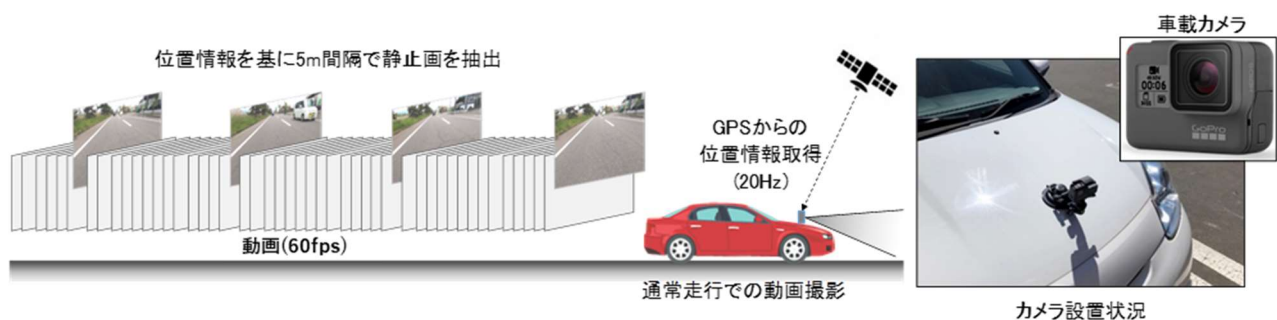 位置情報を基に5m間隔で静止画を抽出
動画(60fps)
GPSからの
位置情報取得
(20Hz)
通常走行での動画撮影
車載カメラ
00:06
GoPro
カメラ設置状況